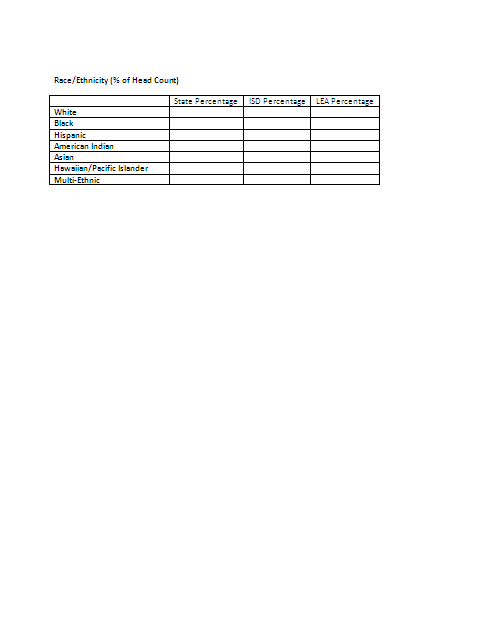 Race/Ethnicity (% of Head Count)
State Percentage ISD Percentage LEA Percentage
White
Black
Hispanic
American Indian
Asian
Hawaiian/Pacific Islander
Multi-Ethnic